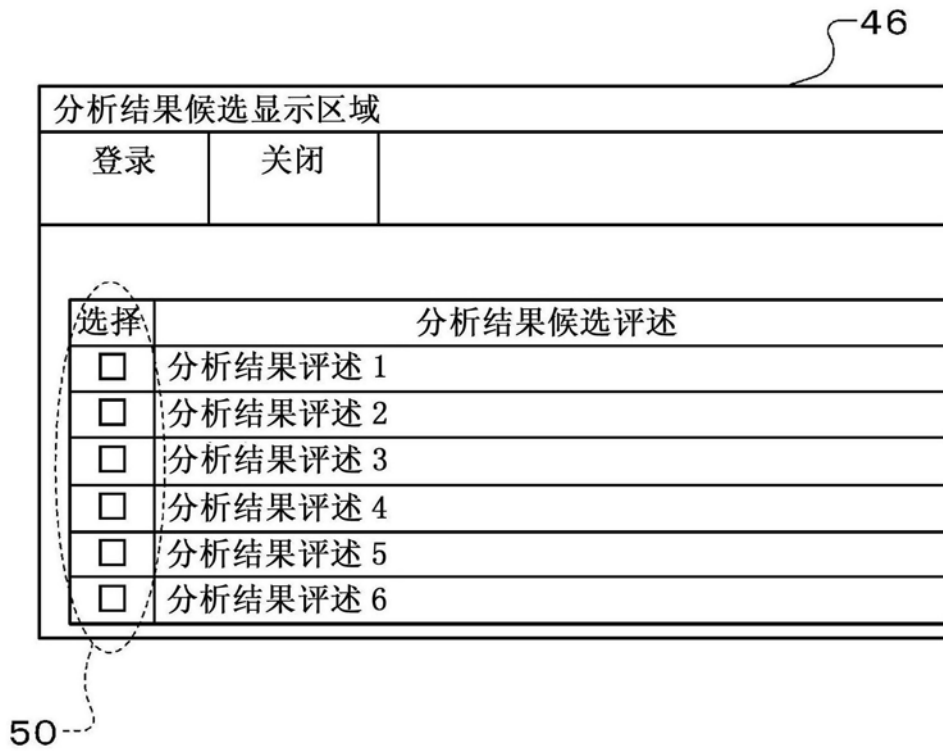 46
分析结果候选显示区域
登录 关闭
选择 分析结果候选评述
□ 分析结果评述 1
□ 分析结果评述 2
□ 分析结果评述 3
□ 分析结果评述 4
□ 分析结果评述 5
□ 分析结果评述 6
50